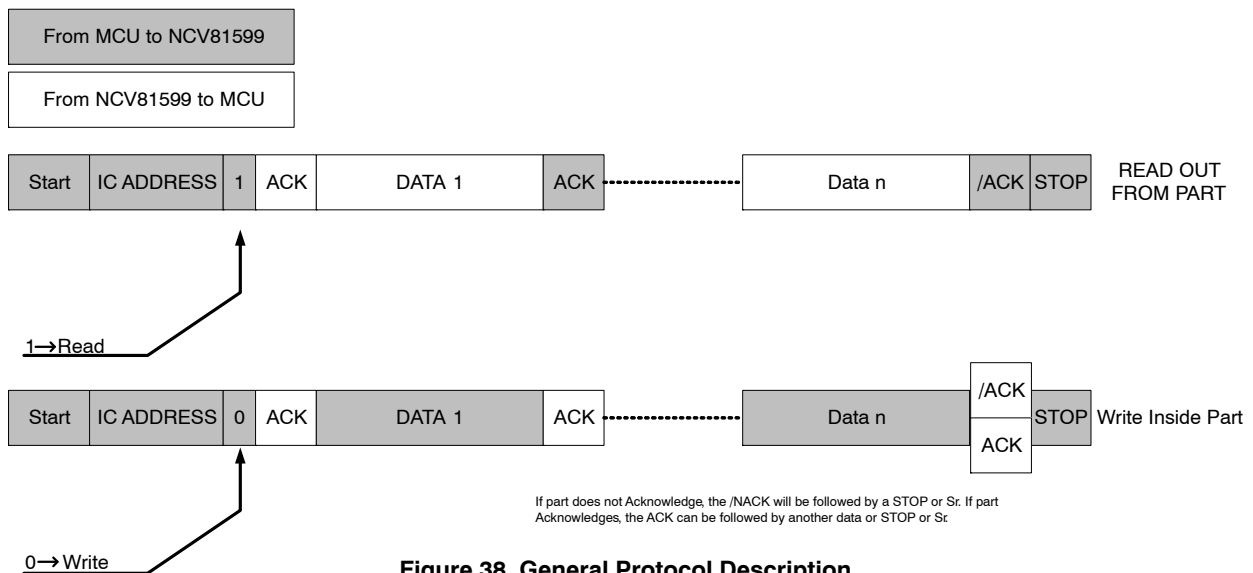 From MCU to NCV81599
From NCV81599 to MCU
Start IC ADDRESS 1 ACK DATA 1 ACK Data n /ACK STOP READ OUT
FROM PART
1→Read
/ACK
Start IC ADDRESS 0 ACK DATA 1 ACK Data n STOP Write Inside Part
ACK
If part does not Acknowledge, the /NACK will be followed by a STOP or Sr. If part
Acknowledges, the ACK can be followed by another data or STOP or Sr.
0→Write
Figure 38. General Protocol Description